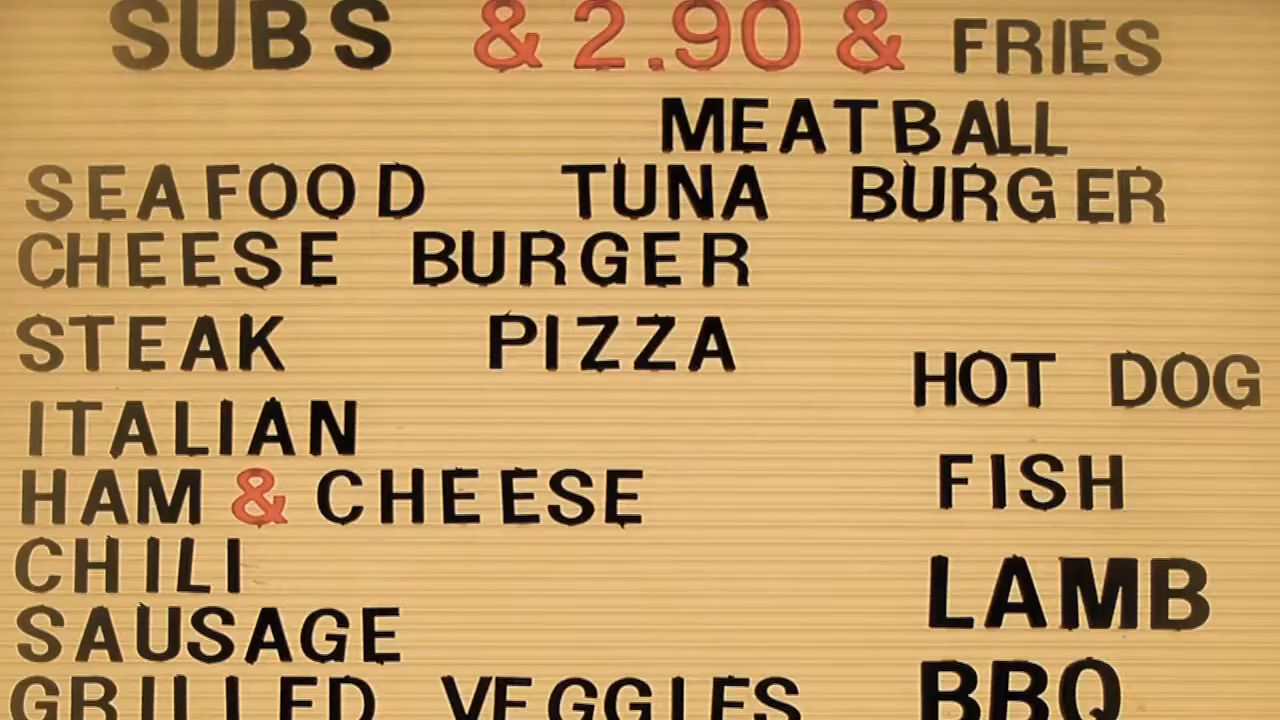 SUBS & 2.90 & FRIES
MEATBALL
SEAFOOD TUNA BURGER
CHEESE BURGER
STEAK PIZZA
HOT DOG
ITALIAN
HAM & CHEESE
FISH
CHILI
LAMB
SAUSAGE
GRILLED VEGGIES
BBQ